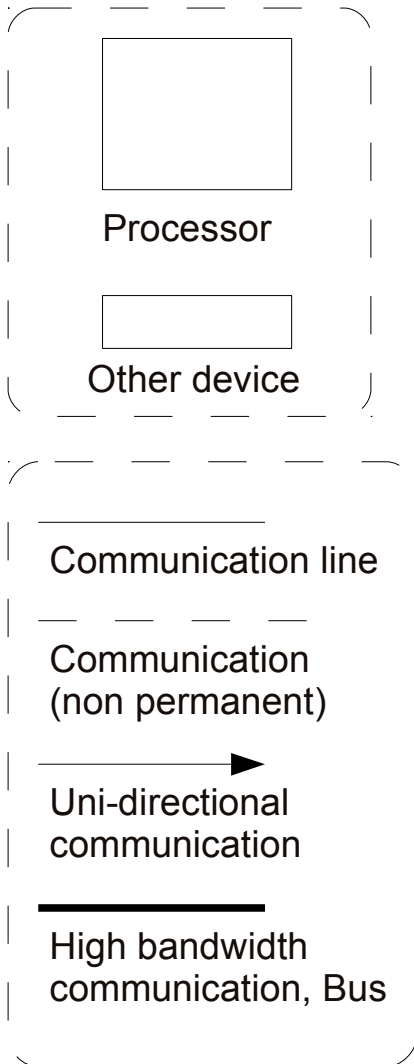 Processor
Other device
Communication line
Communication
(non permanent)
Uni-directional
communication
High bandwidth
communication, Bus